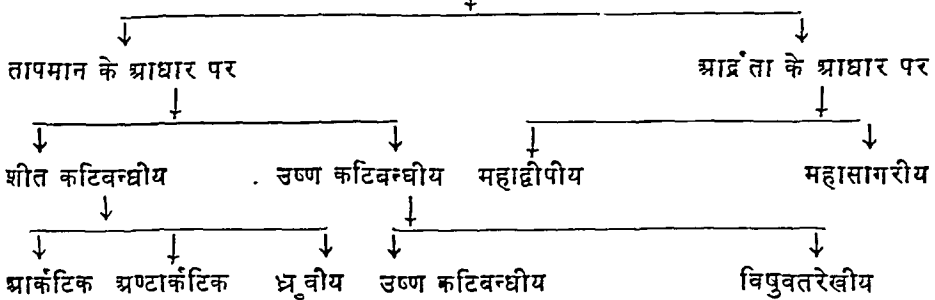 तापमान के आधार पर आर्द्रता के आधार पर
शीत कटिबन्धीय उष्ण कटिबन्धीय महाद्वीपीय महासागरीय
आर्कटिक अण्टार्कटिक ध्रुवीय उष्ण कटिबन्धीय विषुवतरेखीय